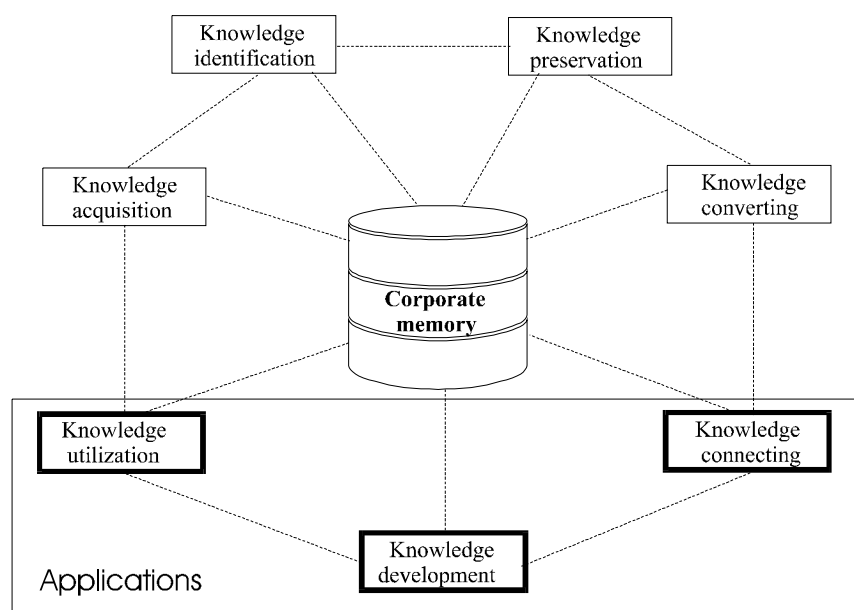 Knowledge
identification
Knowledge
preservation
Knowledge
acquisition
Knowledge
converting
Corporate
memory
Knowledge
utilization
Knowledge
connecting
Knowledge
development
Applications